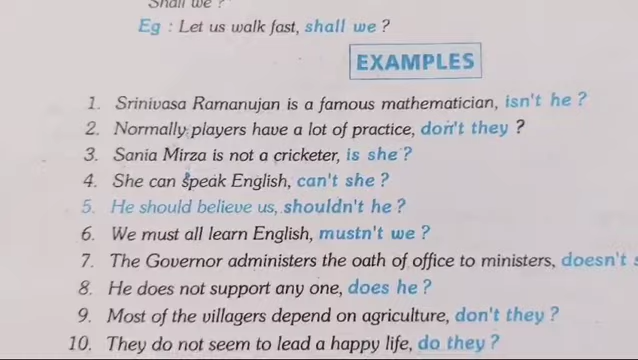 Shall we ?
Eg : Let us walk fast, shall we ?
EXAMPLES
1. Srinivasa Ramanujan is a famous mathematician, isn't he ?
2. Normally players have a lot of practice, don't they ?
3. Sania Mirza is not a cricketer, is she ?
4. She can speak English, can't she ?
5. He should believe us, shouldn't he ?
6. We must all learn English, mustn't we ?
7. The Governor administers the oath of office to ministers, doesn't
8. He does not support any one, does he ?
9. Most of the villagers depend on agriculture, don't they ?
10. They do not seem to lead a happy life, do they ?